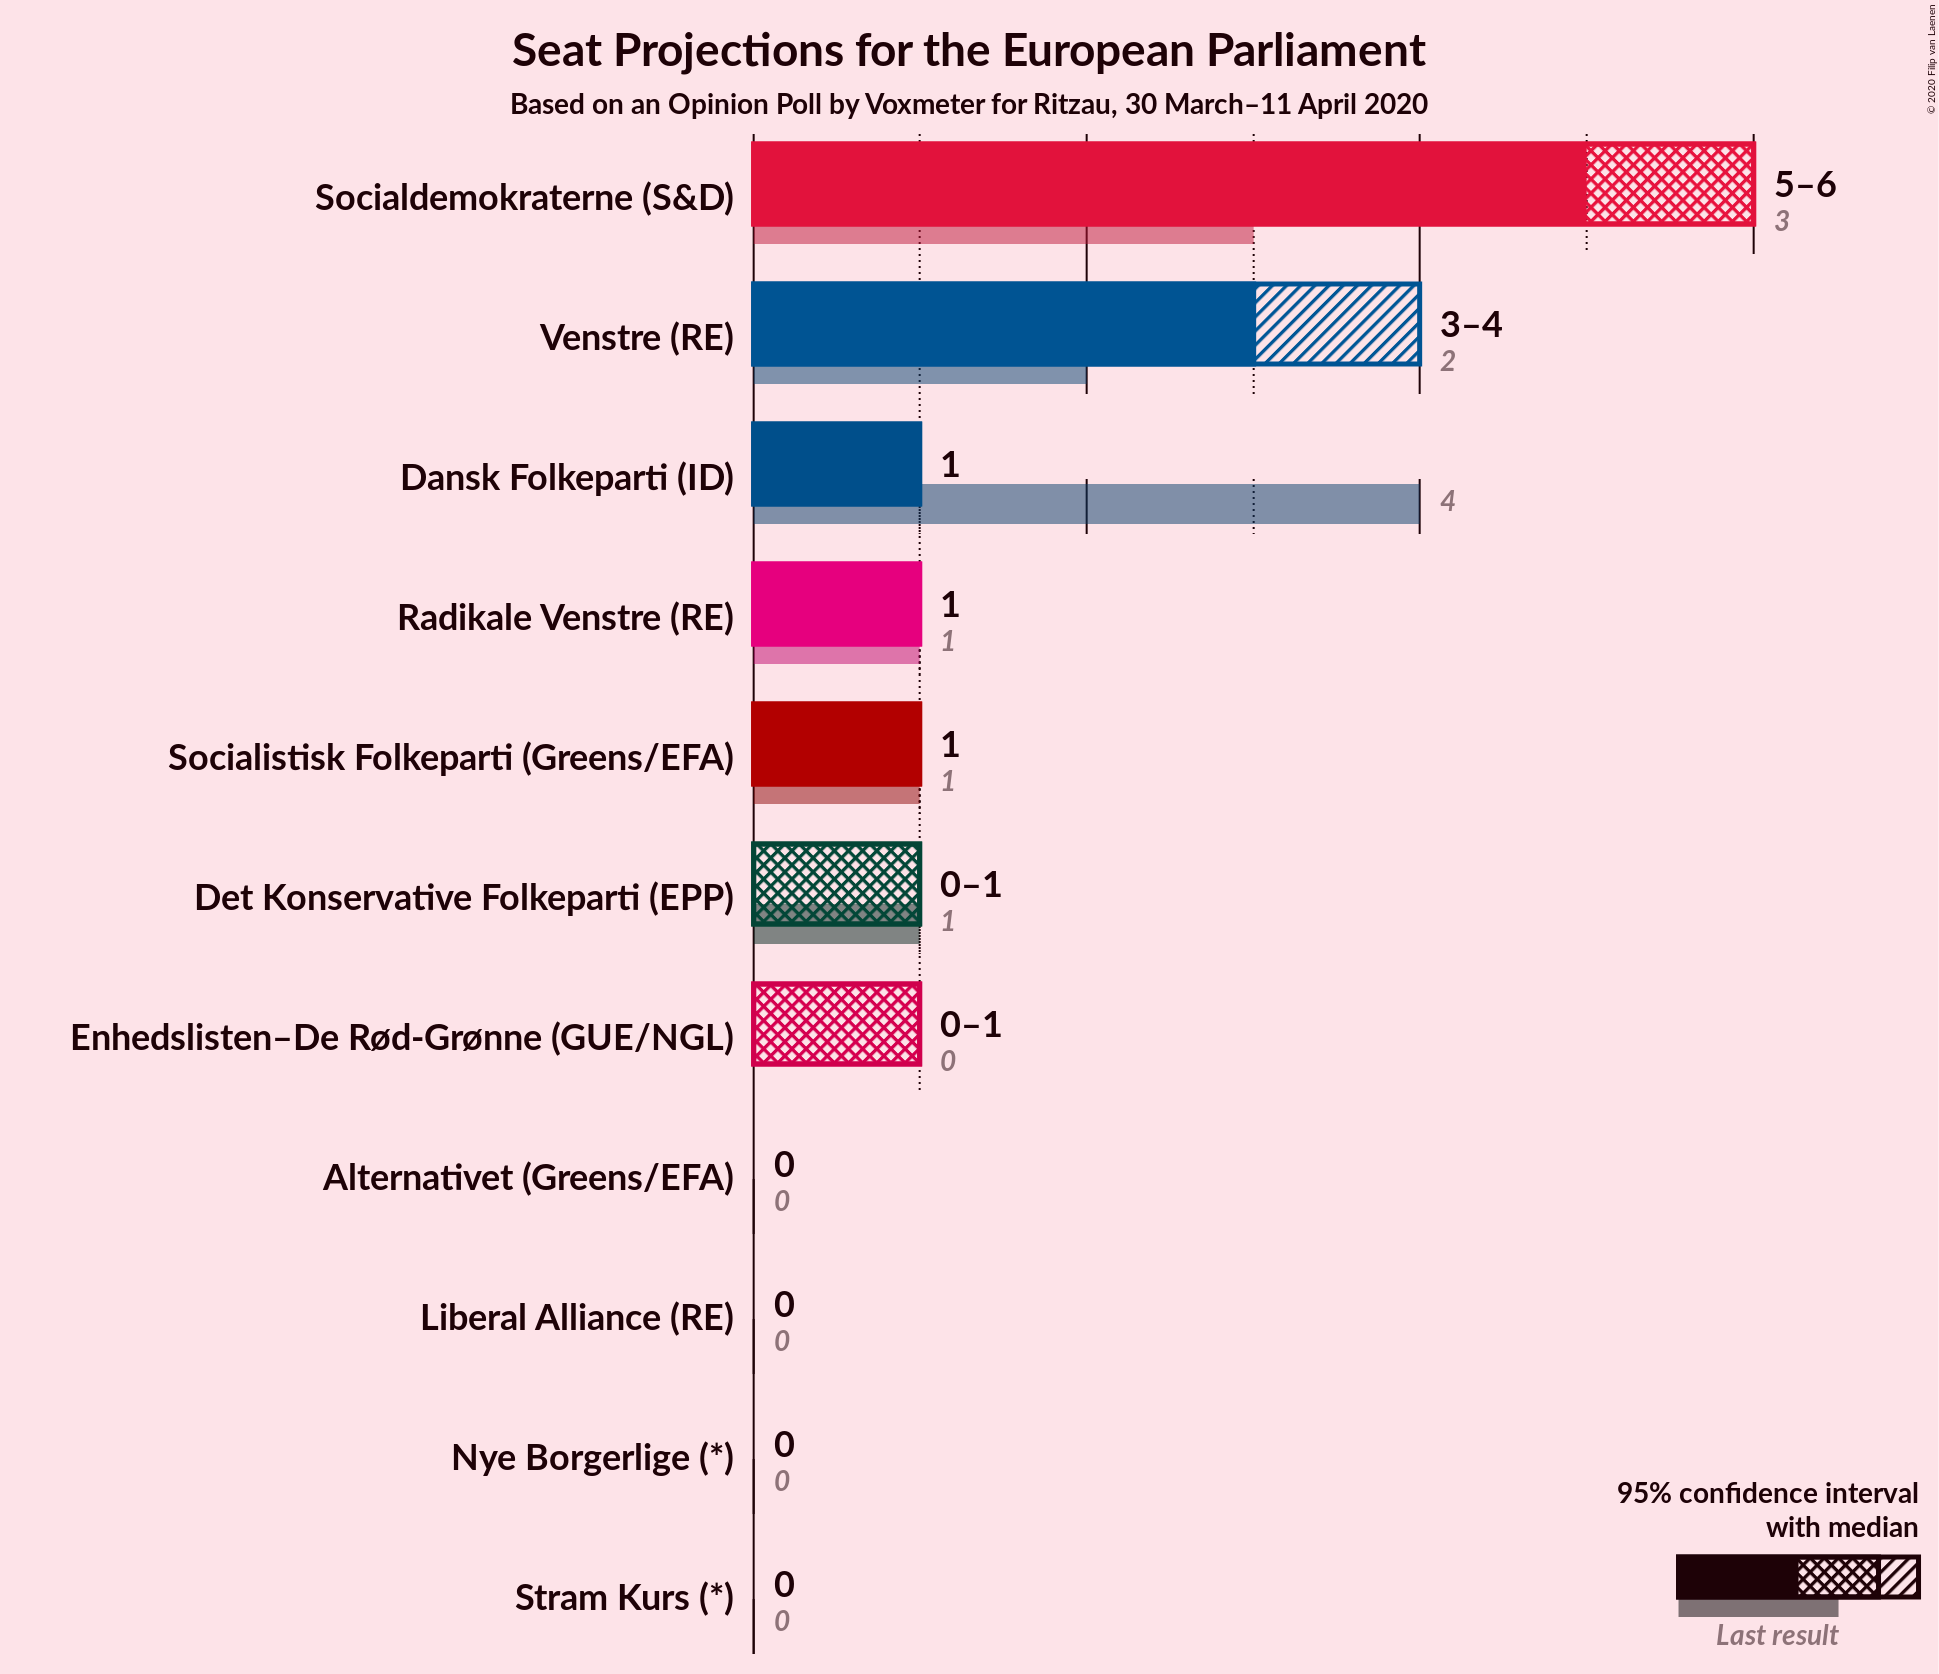 Seat Projections for the European Parliament
Based on an Opinion Poll by Voxmeter for Ritzau, 30 March–11 April 2020
© 2020 Filip van Laenen
Socialdemokraterne (S&D)
5–6
3
Venstre (RE)
3–4
2
Dansk Folkeparti (ID)
1
4
Radikale Venstre (RE)
1
1
Socialistisk Folkeparti (Greens/EFA)
1
1
Det Konservative Folkeparti (EPP)
0–1
1
Enhedslisten–De Rød-Grønne (GUE/NGL)
0–1
0
Alternativet (Greens/EFA)
0
0
Liberal Alliance (RE)
0
0
Nye Borgerlige (*)
0
0
Stram Kurs (*)
0
0
95% confidence interval
with median
Last result